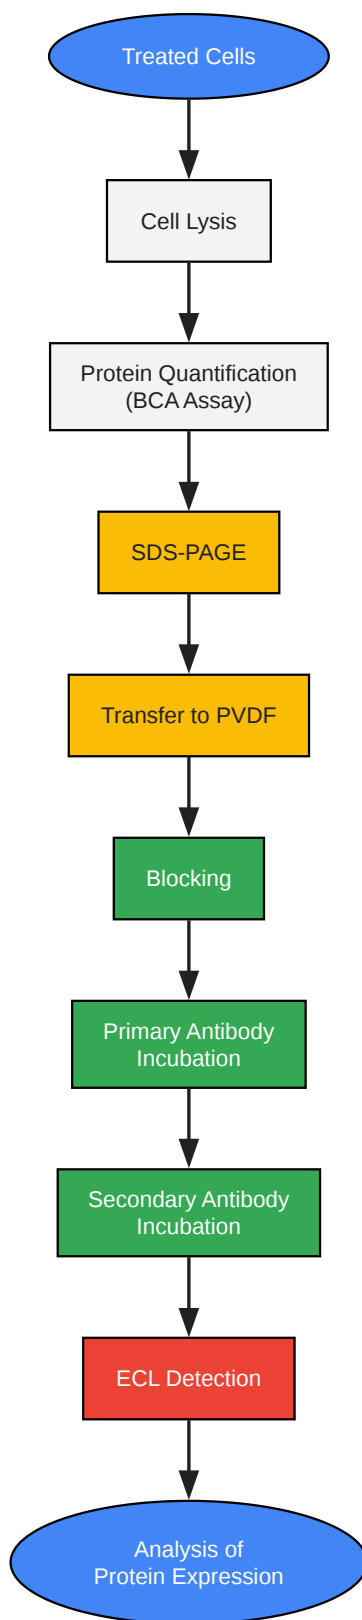 Treated Cells
Cell Lysis
Protein Quantification
(BCA Assay)
SDS-PAGE
Transfer to PVDF
Blocking
Primary Antibody
Incubation
Secondary Antibody
Incubation
ECL Detection
Analysis of
Protein Expression